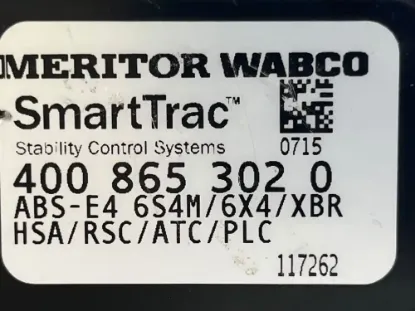 MERITOR WABCO
SmartTrac™
Stability Control Systems 0715
400 865 302 0
ABS-E4 6S4M/6X4/XBR
HSA/RSC/ATC/PLC
117262